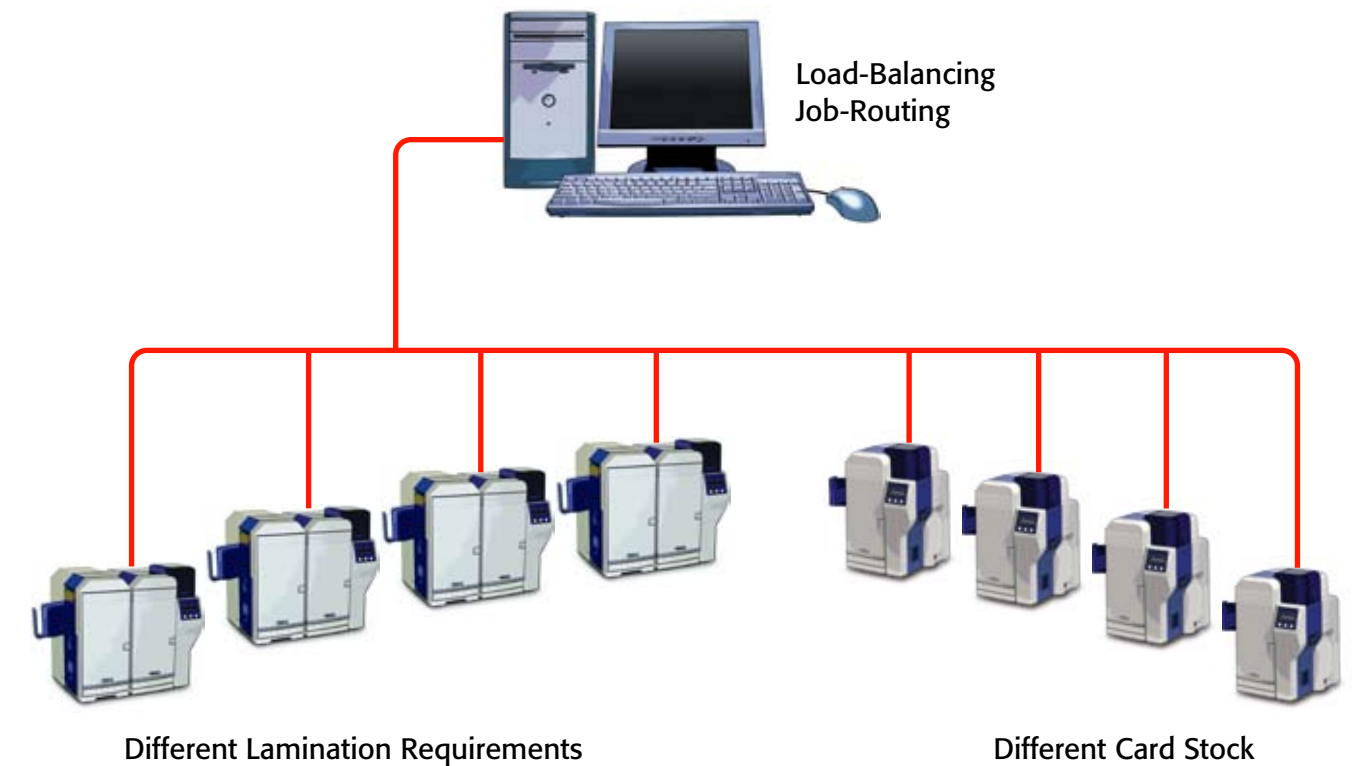 Load-Balancing
Job-Routing
Different Lamination Requirements
Different Card Stock